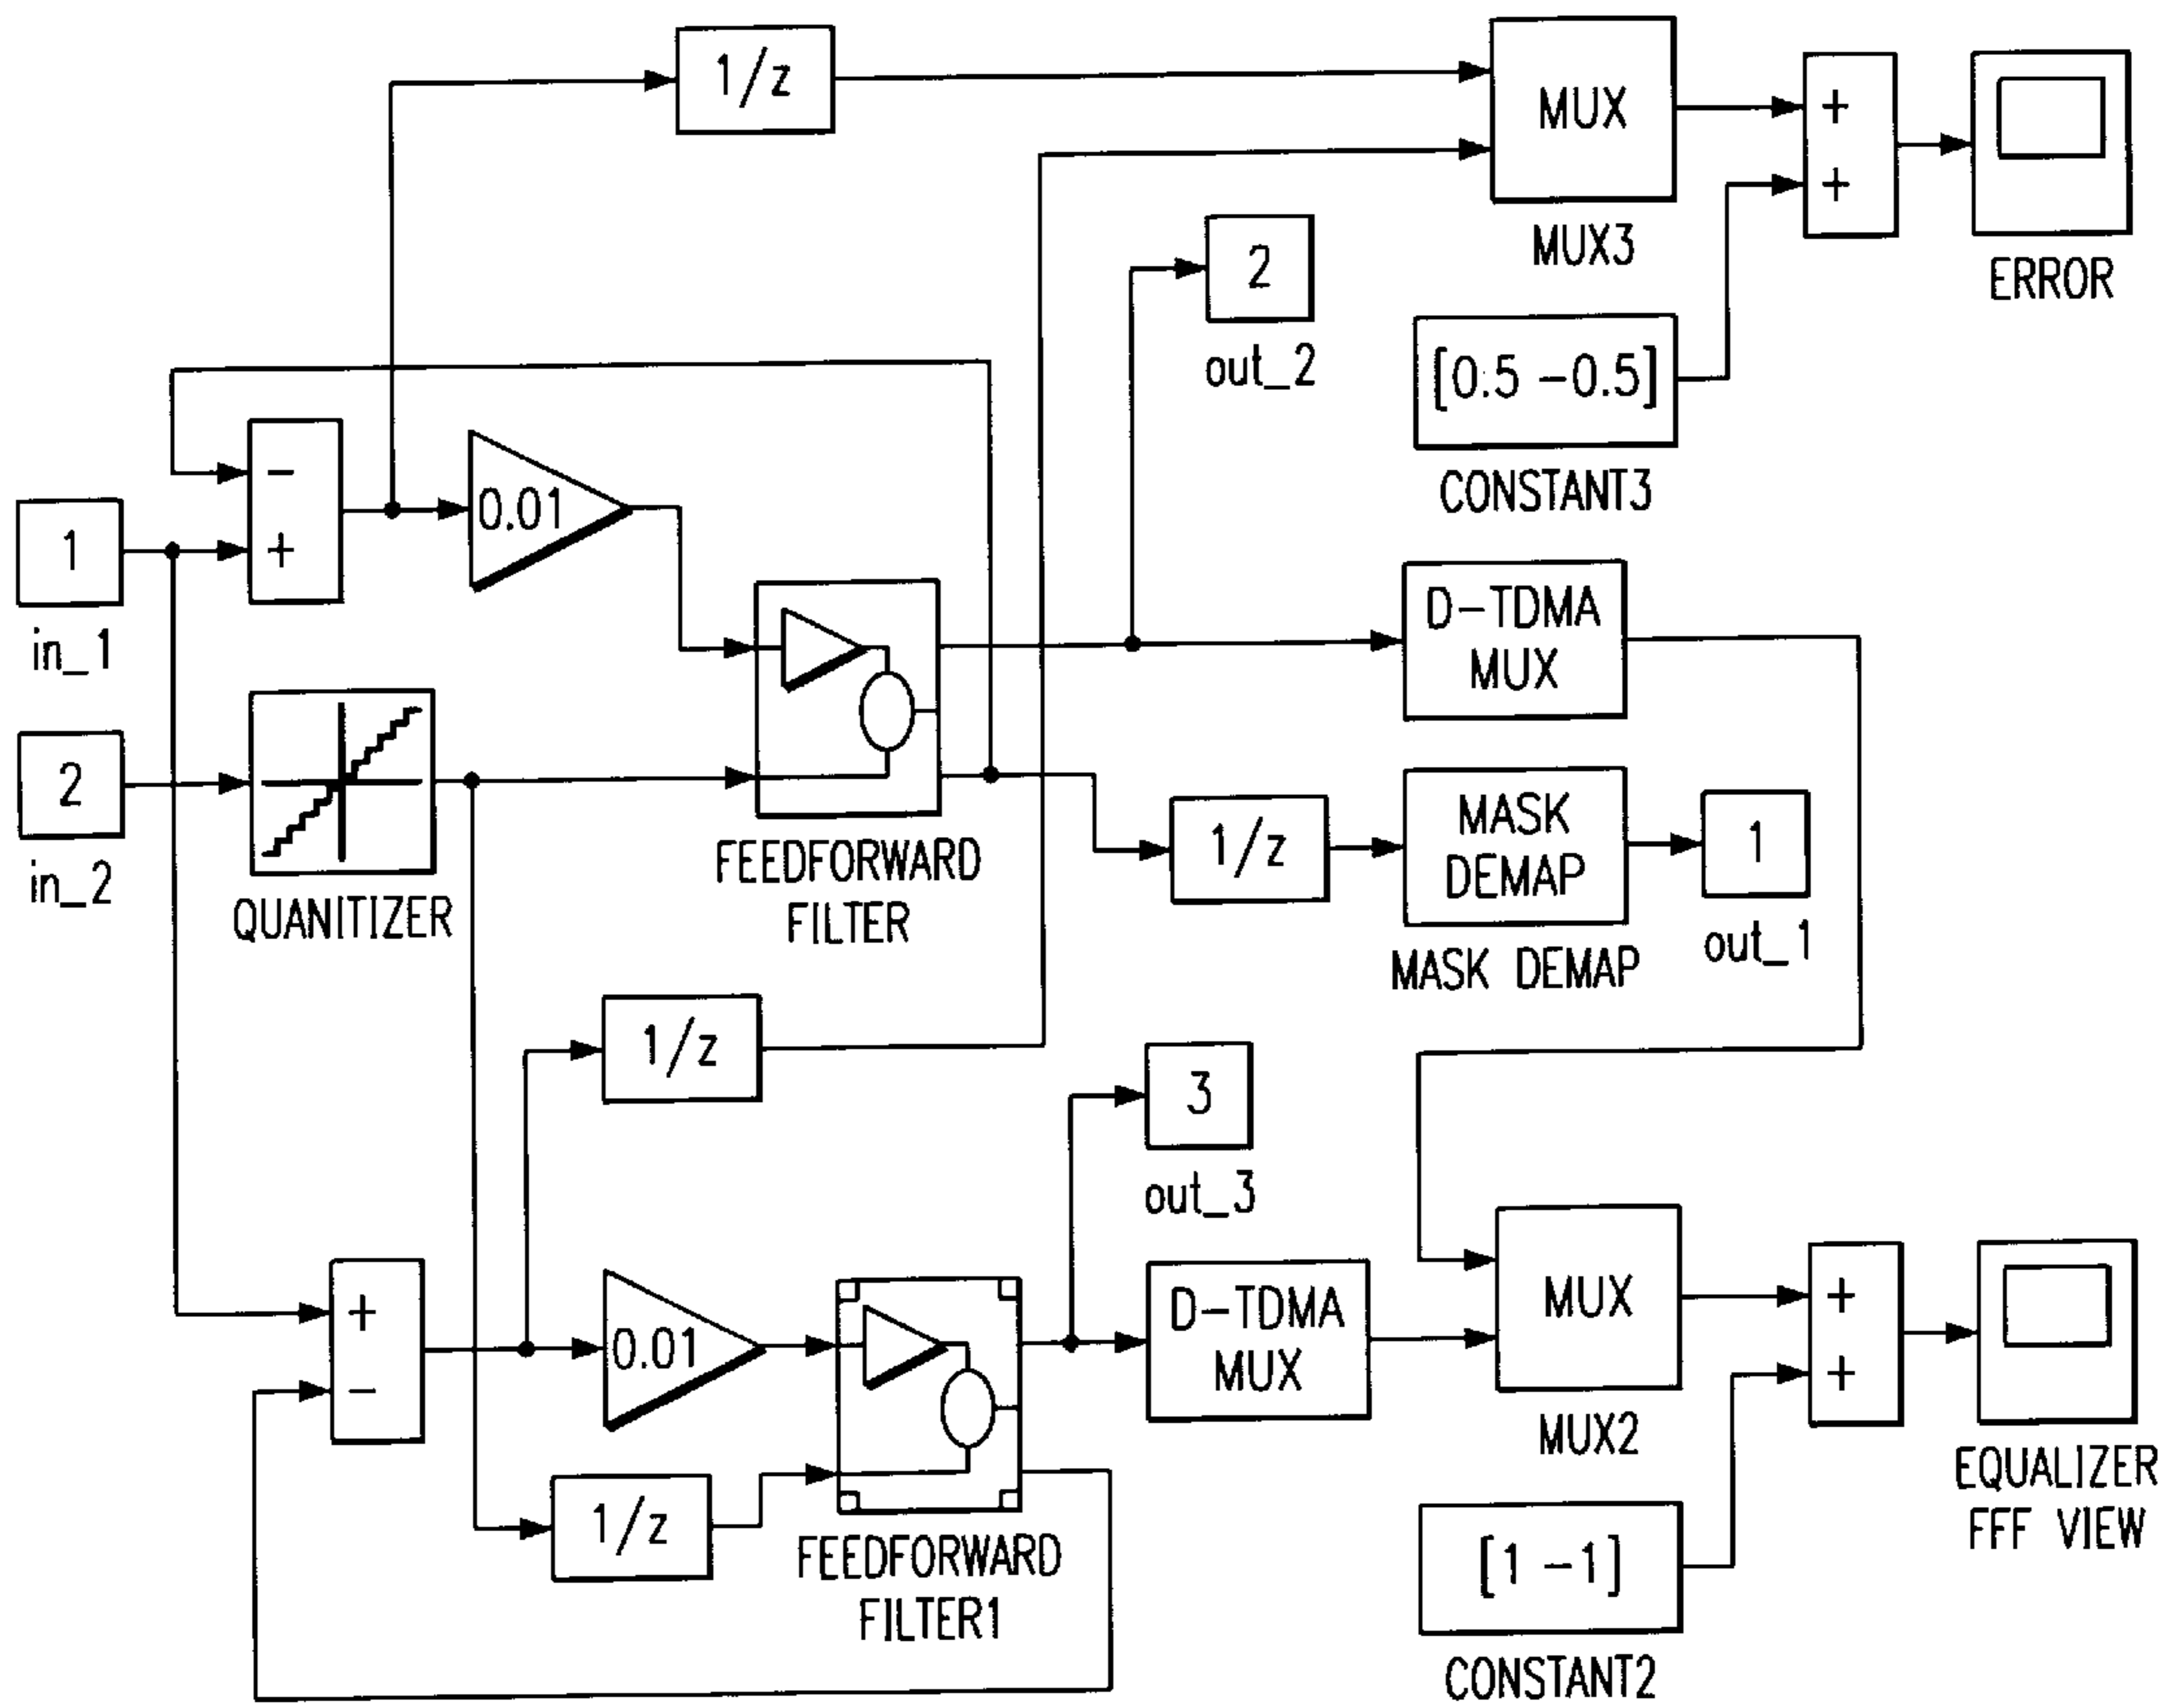 1/z
MUX
MUX3
+
+
ERROR
2
out_2
[0.5 -0.5]
CONSTANT3
-
+
0.01
1
in_1
D-TDMA
MUX
2
in_2
QUANITIZER
FEEDFORWARD
FILTER
1/z
MASK
DEMAP
MASK DEMAP
1
out_1
1/z
3
out_3
+
-
0.01
1/z
FEEDFORWARD
FILTER1
D-TDMA
MUX
MUX
MUX2
+
+
EQUALIZER
FFF VIEW
[1 -1]
CONSTANT2